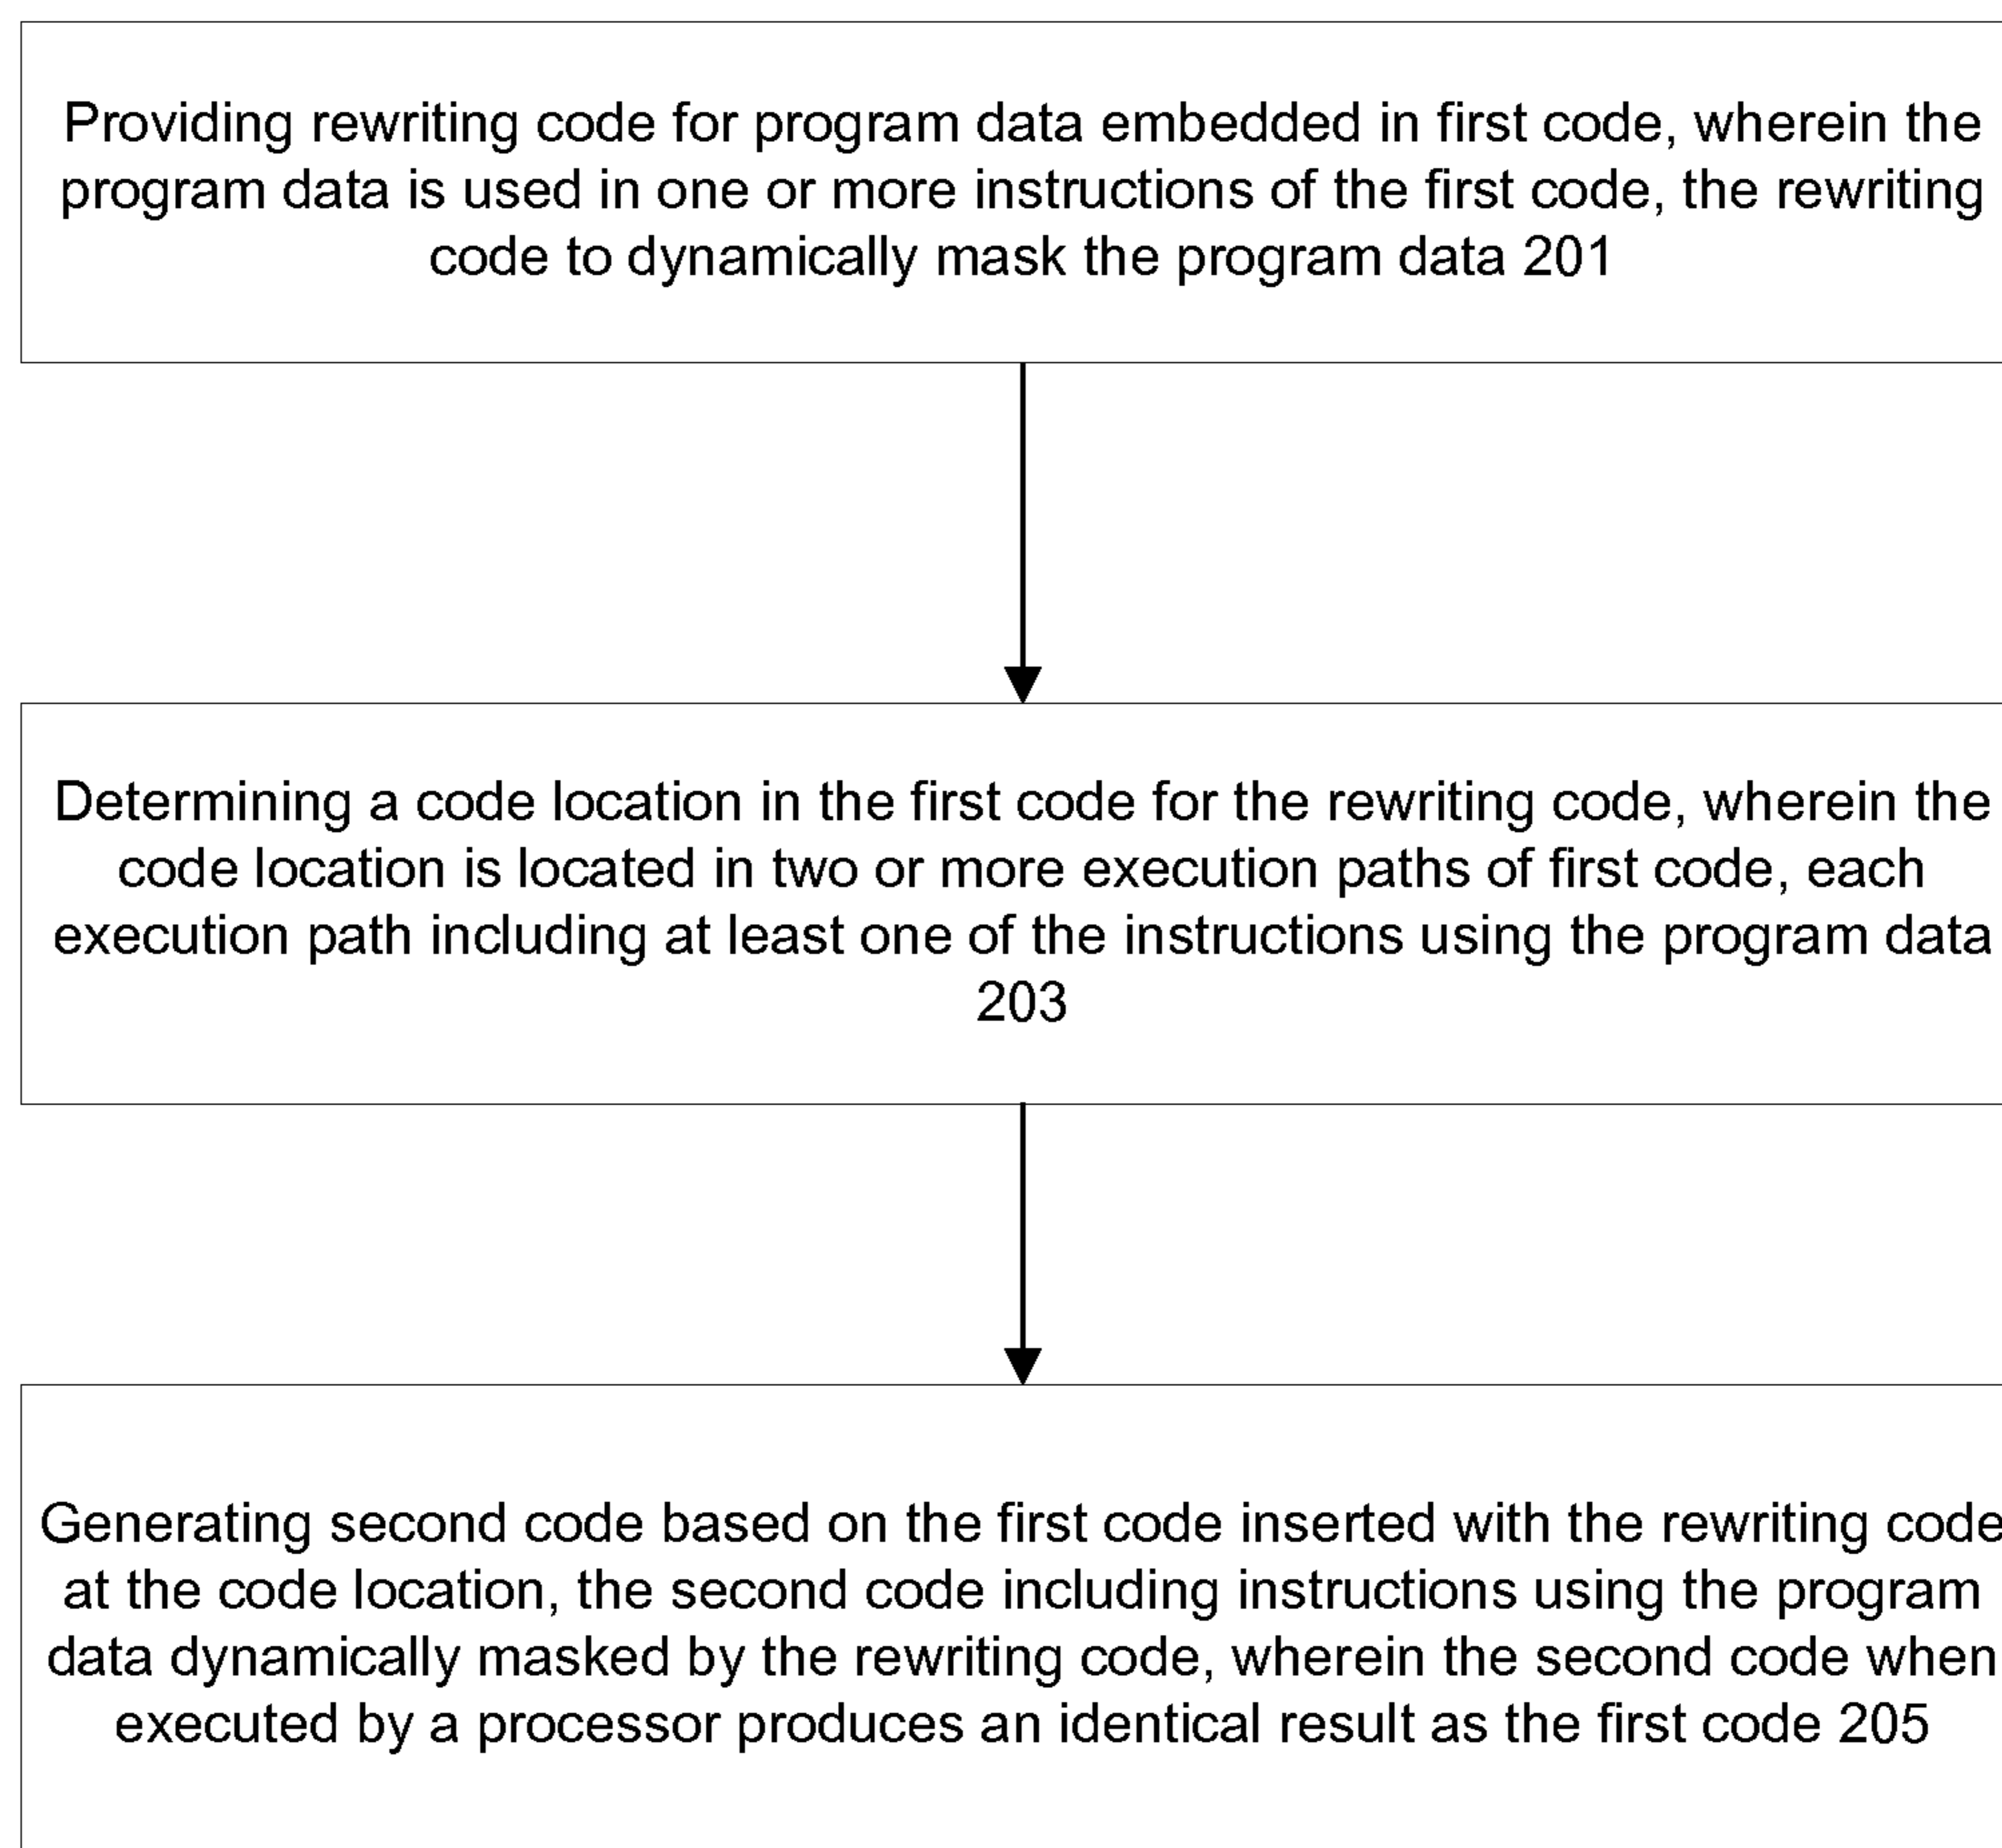 Providing rewriting code for program data embedded in first code, wherein the
program data is used in one or more instructions of the first code, the rewriting
code to dynamically mask the program data 201
Determining a code location in the first code for the rewriting code, wherein the
code location is located in two or more execution paths of first code, each
execution path including at least one of the instructions using the program data
203
Generating second code based on the first code inserted with the rewriting code
at the code location, the second code including instructions using the program
data dynamically masked by the rewriting code, wherein the second code when
executed by a processor produces an identical result as the first code 205